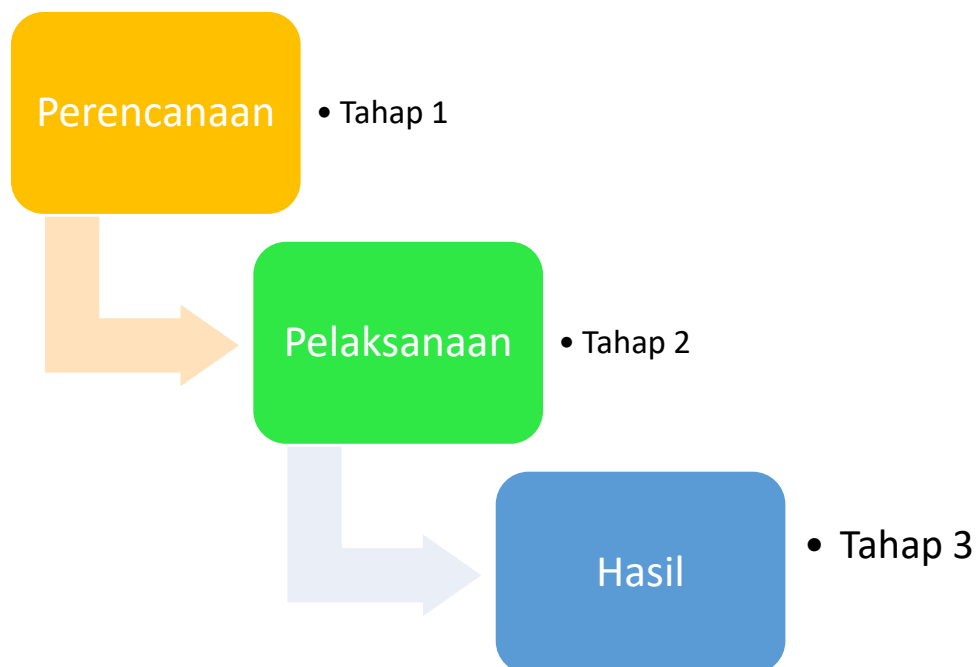 Perencanaan
• Tahap 1
Pelaksanaan
• Tahap 2
Hasil
• Tahap 3